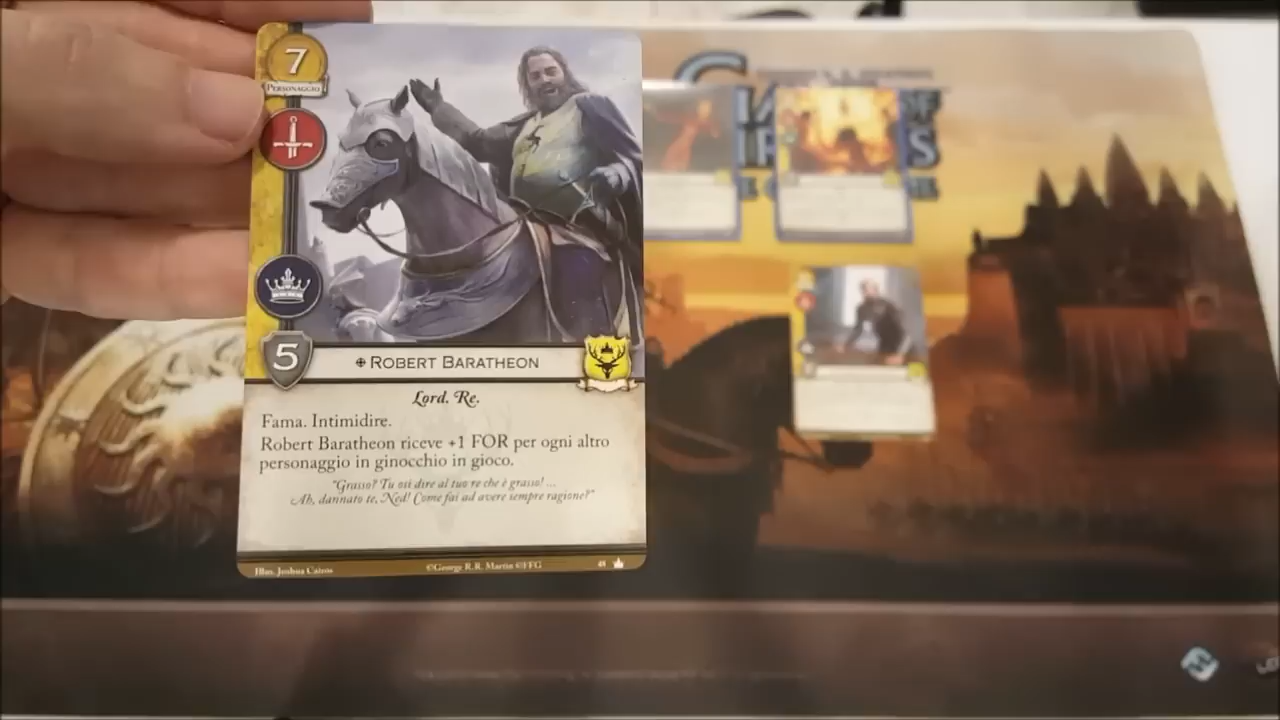 7
PERSONAGGIO
5
ROBERT BARATHEON
Lord. Re.
Fama. Intimidire.
Robert Baratheon riceve +1 FOR per ogni altro
personaggio in ginocchio in gioco.
"Grasso? Tu osi dire al tuo re che è grasso! ...
Ah, dannato te, Ned! Come fai ad avere sempre ragione?"
Illus. Joshua Cairos
©George R.R. Martin ©FFG
48